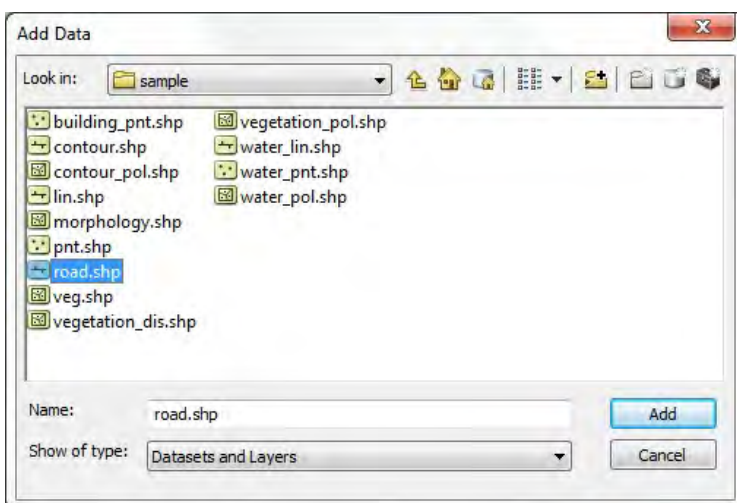 Add Data
Look in: sample
building_pnt.shp
contour.shp
contour_pol.shp
lin.shp
morphology.shp
pnt.shp
road.shp
veg.shp
vegetation_dis.shp
vegetation_pol.shp
water_lin.shp
water_pnt.shp
water_pol.shp
Name: road.shp
Add
Show of type: Datasets and Layers
Cancel